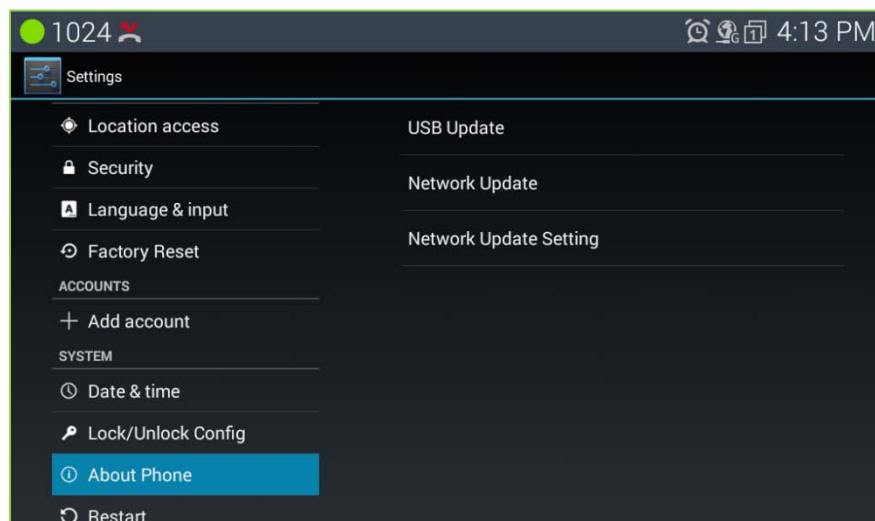 1024 4:13 PM
Settings
Location access
Security
Language & input
Factory Reset
ACCOUNTS
Add account
SYSTEM
Date & time
Lock/Unlock Config
About Phone
Restart
USB Update
Network Update
Network Update Setting